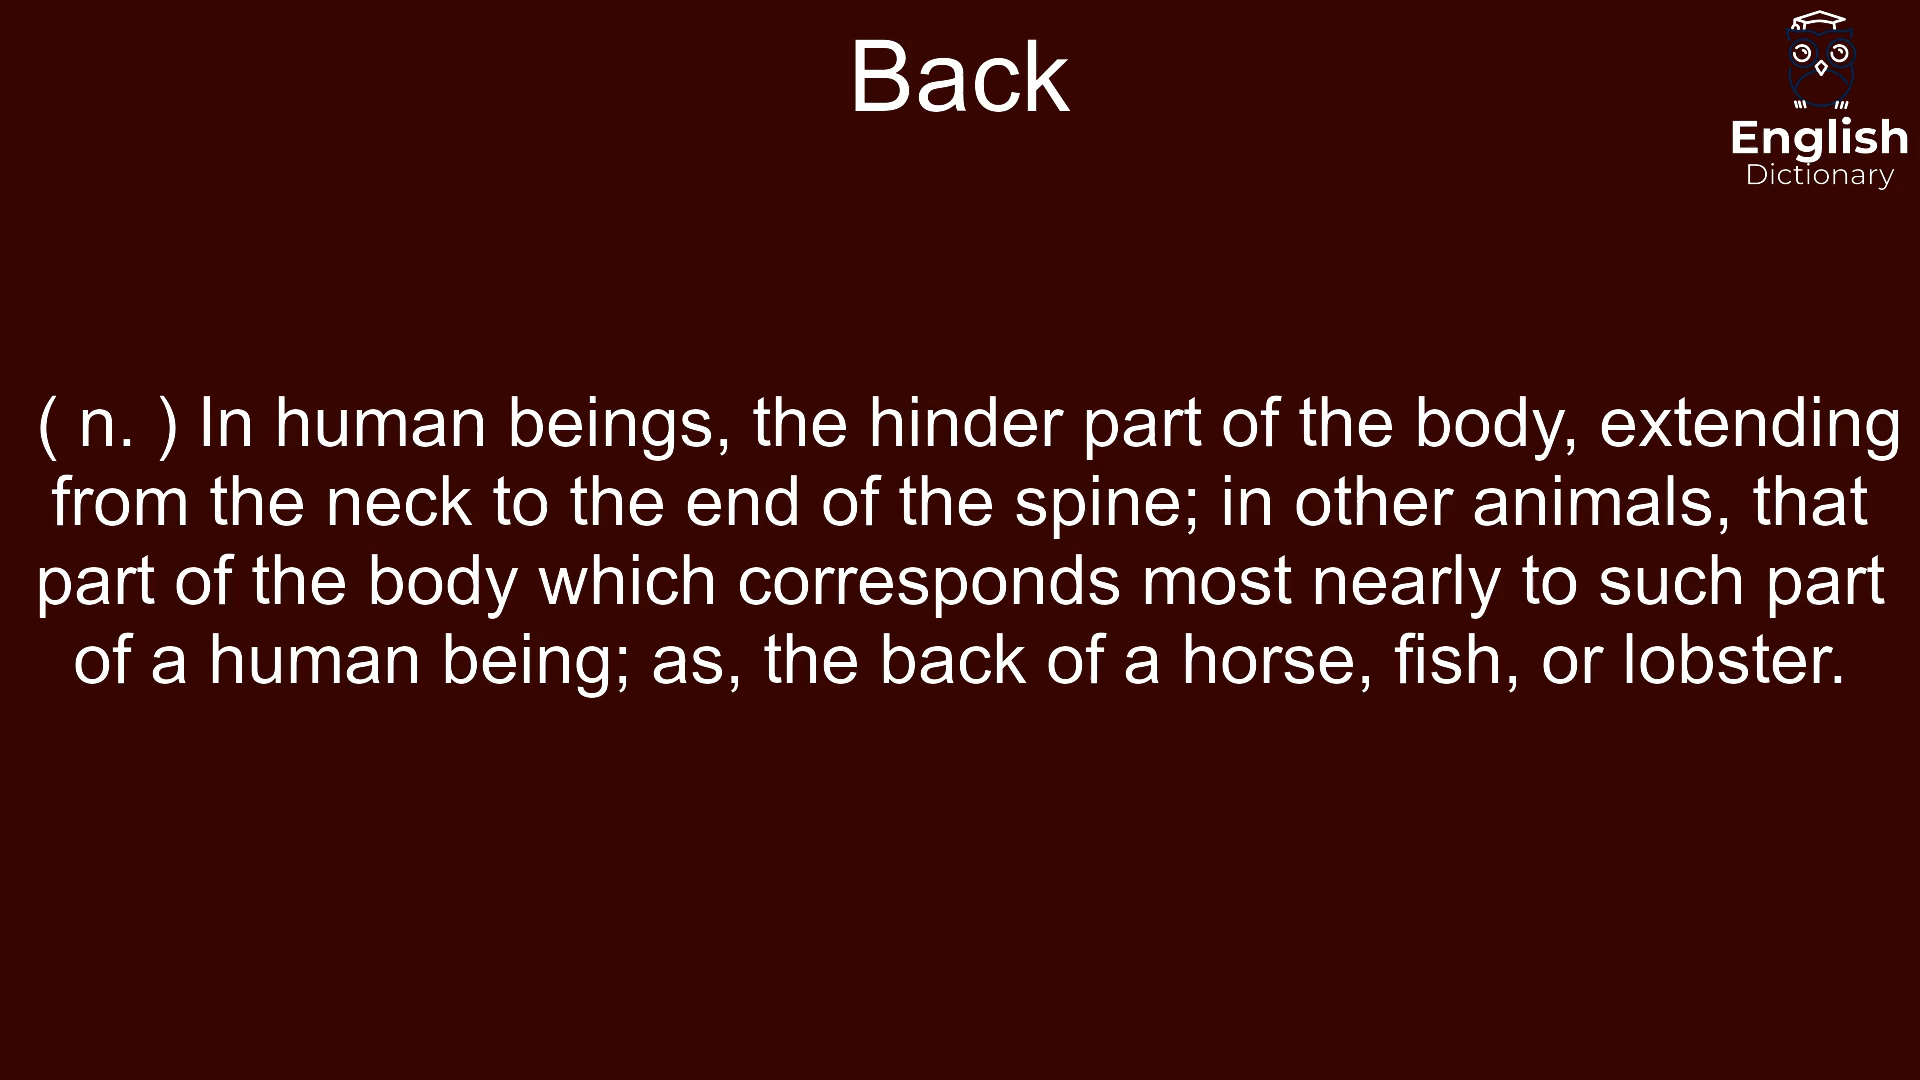 Back
English
Dictionary
( n. ) In human beings, the hinder part of the body, extending
from the neck to the end of the spine; in other animals, that
part of the body which corresponds most nearly to such part
of a human being; as, the back of a horse, fish, or lobster.